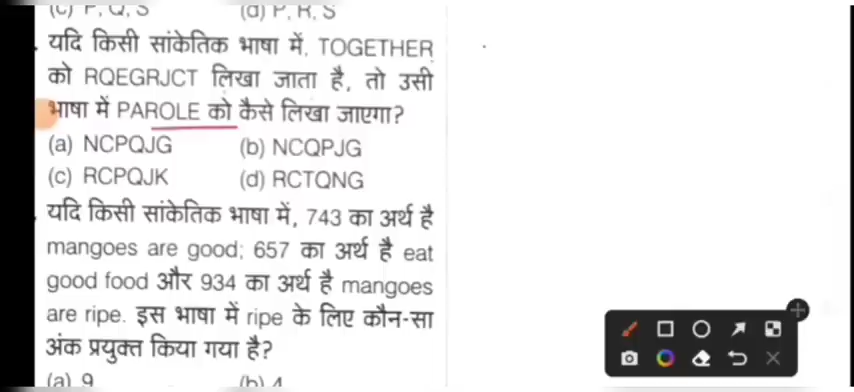 (c) P, Q, S (d) P, R, S
यदि किसी सांकेतिक भाषा में, TOGETHER
को RQEGRJCT लिखा जाता है, तो उसी
भाषा में PAROLE को कैसे लिखा जाएगा?
(a) NCPQJG (b) NCQPJG
(c) RCPQJK (d) RCTQNG
यदि किसी सांकेतिक भाषा में, 743 का अर्थ है
mangoes are good; 657 का अर्थ है eat
good food और 934 का अर्थ है mangoes
are ripe. इस भाषा में ripe के लिए कौन-सा
अंक प्रयुक्त किया गया है?
(a) 9 (b) 4